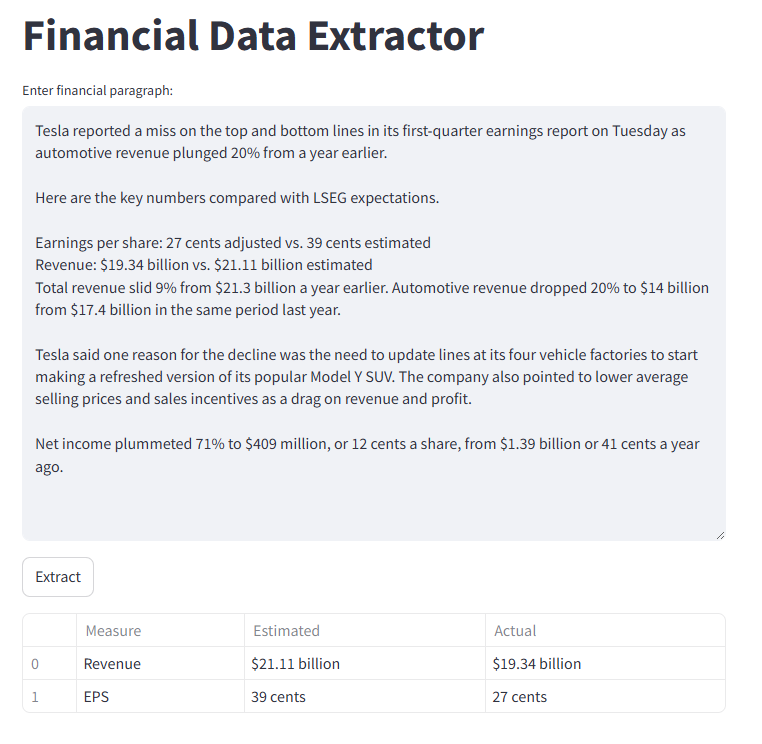 Financial Data Extractor
Enter financial paragraph:
Tesla reported a miss on the top and bottom lines in its first-quarter earnings report on Tuesday as
automotive revenue plunged 20% from a year earlier.
Here are the key numbers compared with LSEG expectations.
Earnings per share: 27 cents adjusted vs. 39 cents estimated
Revenue: $19.34 billion vs. $21.11 billion estimated
Total revenue slid 9% from $21.3 billion a year earlier. Automotive revenue dropped 20% to $14 billion
from $17.4 billion in the same period last year.
Tesla said one reason for the decline was the need to update lines at its four vehicle factories to start
making a refreshed version of its popular Model Y SUV. The company also pointed to lower average
selling prices and sales incentives as a drag on revenue and profit.
Net income plummeted 71% to $409 million, or 12 cents a share, from $1.39 billion or 41 cents a year
ago.
Extract
Measure Estimated Actual
0 Revenue $21.11 billion $19.34 billion
1 EPS 39 cents 27 cents